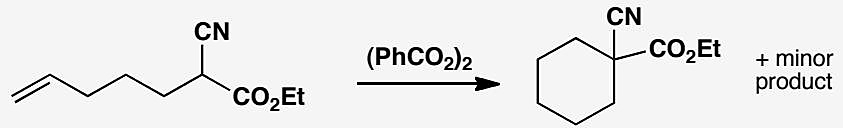 CN
CO₂Et
(PhCO₂)₂
CN
CO₂Et
+ minor
product